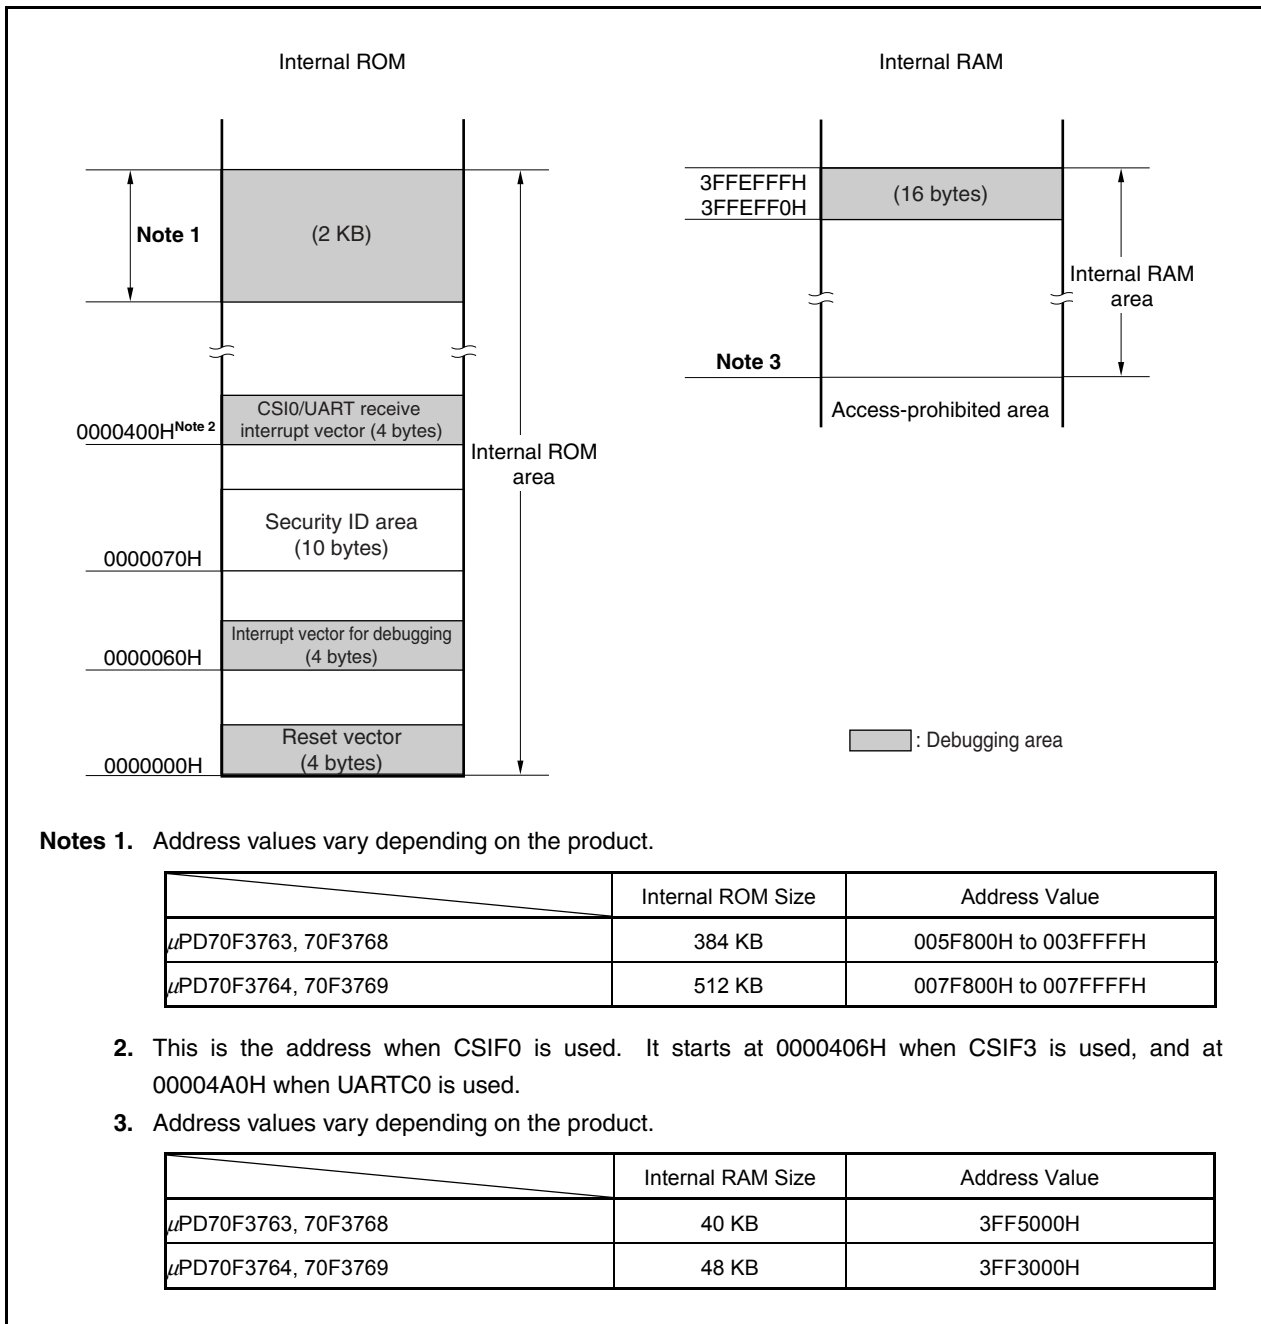 Internal ROM
Note 1
(2 KB)
CSI0/UART receive
interrupt vector (4 bytes)
0000400H Note 2
Internal ROM
area
Security ID area
(10 bytes)
0000070H
Interrupt vector for debugging
(4 bytes)
0000060H
Reset vector
(4 bytes)
0000000H
Internal RAM
3FFEFFFH
3FFEFF0H
(16 bytes)
Internal RAM
area
Note 3
Access-prohibited area
: Debugging area
Notes 1. Address values vary depending on the product.
Internal ROM Size Address Value
μPD70F3763, 70F3768 384 KB 005F800H to 003FFFFH
μPD70F3764, 70F3769 512 KB 007F800H to 007FFFFH
2. This is the address when CSIF0 is used. It starts at 0000406H when CSIF3 is used, and at
00004A0H when UARTC0 is used.
3. Address values vary depending on the product.
Internal RAM Size Address Value
μPD70F3763, 70F3768 40 KB 3FF5000H
μPD70F3764, 70F3769 48 KB 3FF3000H